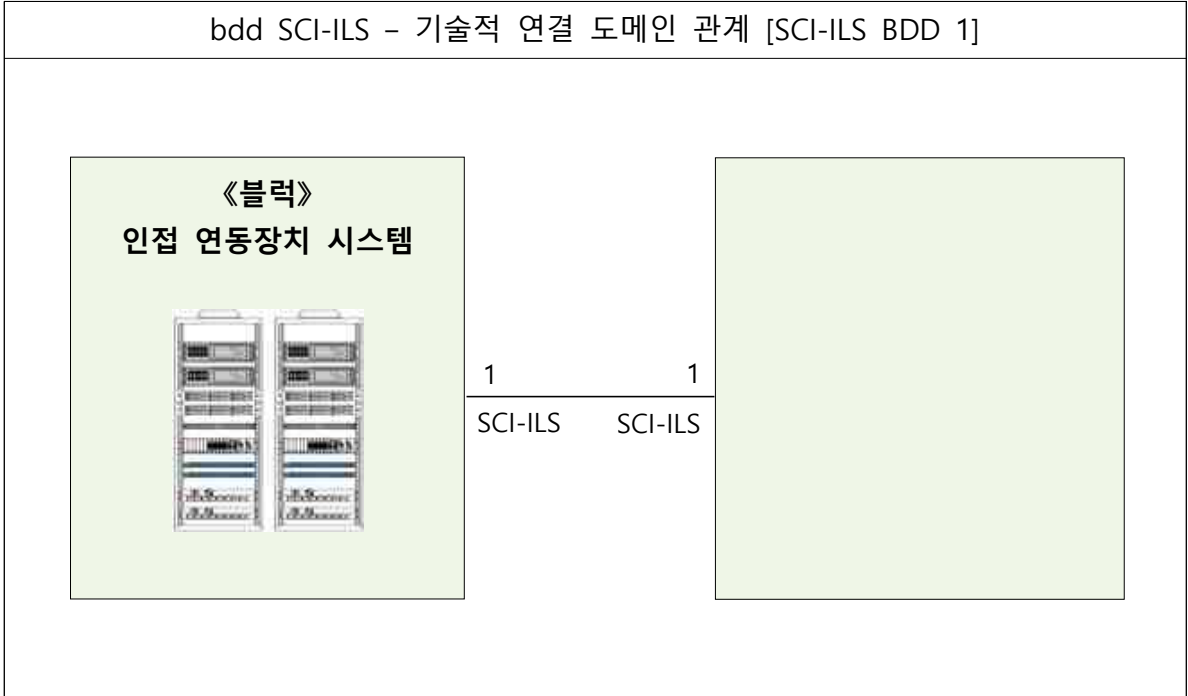 bdd SCI-ILS – 기술적 연결 도메인 관계 [SCI-ILS BDD 1]
《블럭》
인접 연동장치 시스템
1 1
SCI-ILS SCI-ILS